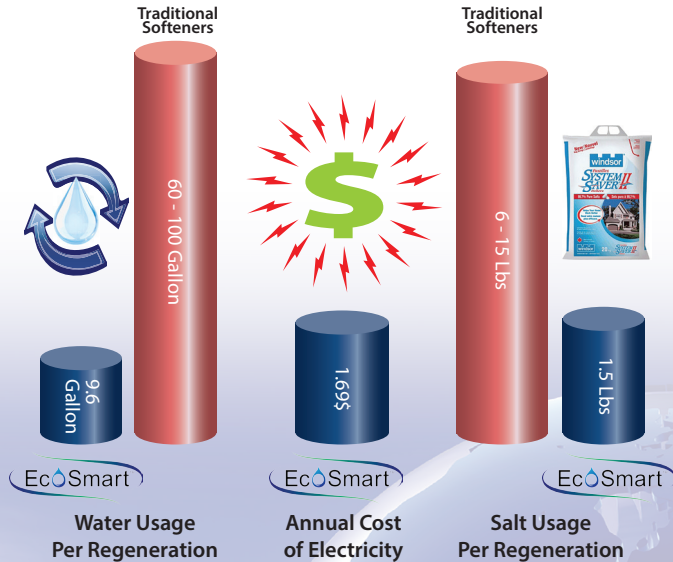 Traditional
Softeners
Traditional
Softeners
60 - 100 Gallon
9.6
Gallon
$
1.69$
6 - 15 Lbs
1.5 Lbs
windsor
SYSTEM
SAVER II
EcoSmart
EcoSmart
EcoSmart
Water Usage
Per Regeneration
Annual Cost
of Electricity
Salt Usage
Per Regeneration